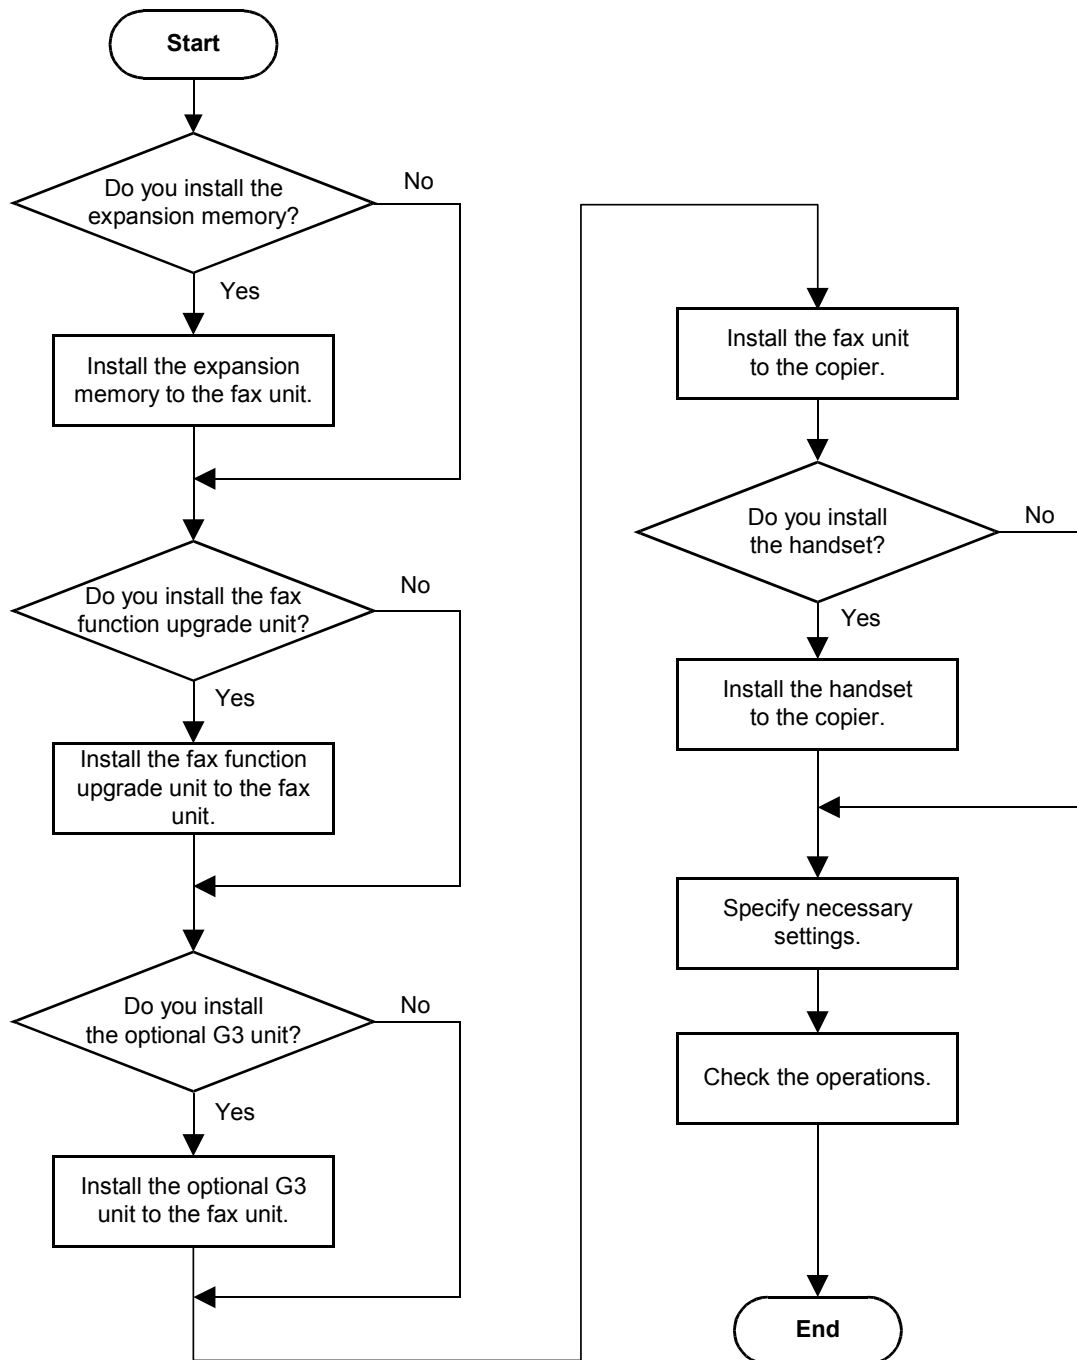 Start
Do you install the
expansion memory?
No
Yes
Install the expansion
memory to the fax unit.
Do you install the fax
function upgrade unit?
No
Yes
Install the fax function
upgrade unit to the fax
unit.
Do you install
the optional G3 unit?
No
Yes
Install the optional G3
unit to the fax unit.
Install the fax unit
to the copier.
Do you install
the handset?
No
Yes
Install the handset
to the copier.
Specify necessary
settings.
Check the operations.
End